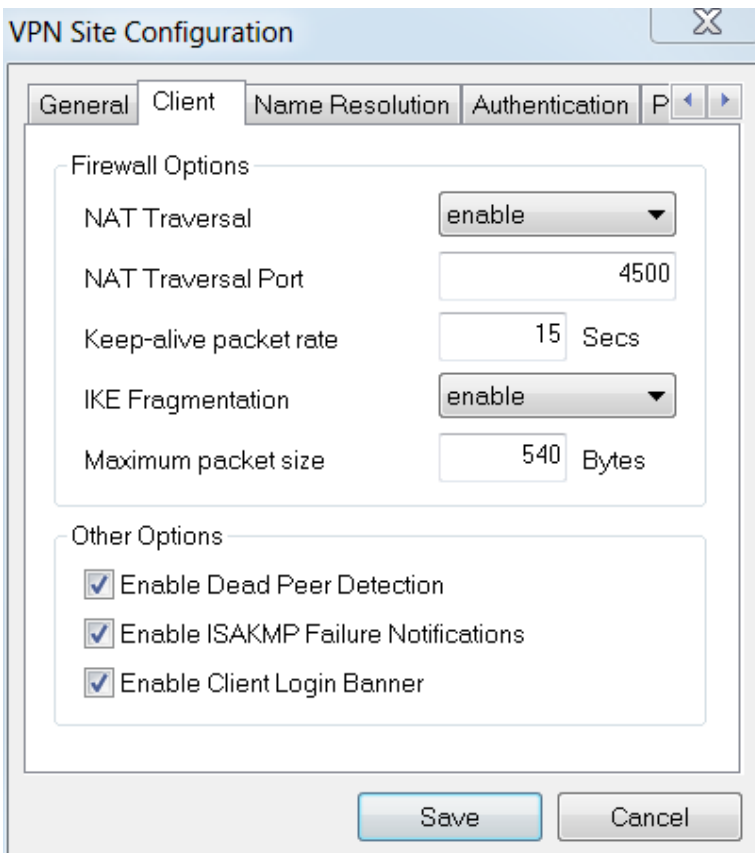 VPN Site Configuration
General Client Name Resolution Authentication P
Firewall Options
NAT Traversal enable
NAT Traversal Port 4500
Keep-alive packet rate 15 Secs
IKE Fragmentation enable
Maximum packet size 540 Bytes
Other Options
Enable Dead Peer Detection
Enable ISAKMP Failure Notifications
Enable Client Login Banner
Save Cancel